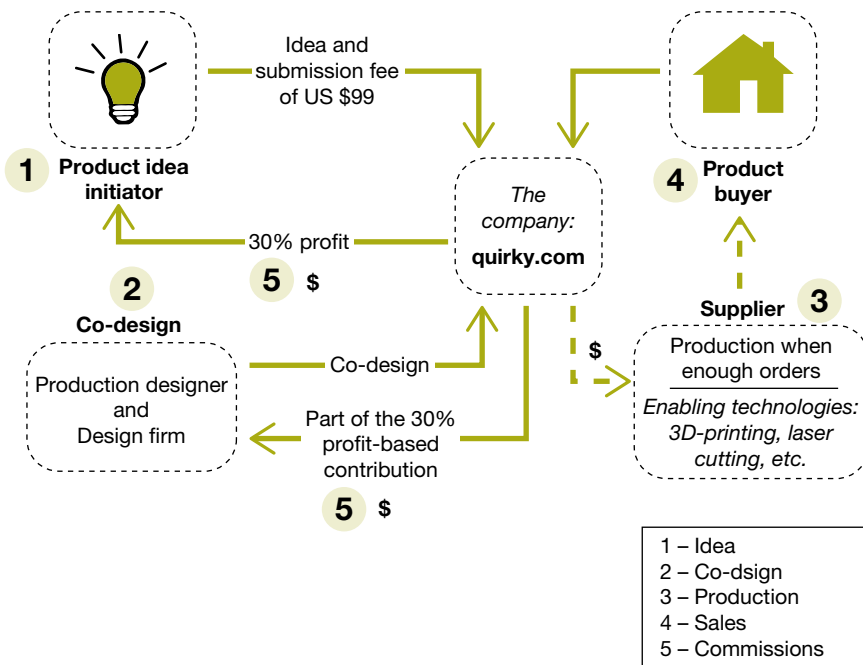 Idea and
submission fee
of US $99
1
Product idea
initiator
4
Product
buyer
The
company:
quirky.com
30% profit
5
$
2
Co-design
Production designer
and
Design firm
Co-design
Part of the 30%
profit-based
contribution
5
$
$
Supplier
3
Production when
enough orders
Enabling technologies:
3D-printing, laser
cutting, etc.
1 – Idea
2 – Co-dsign
3 – Production
4 – Sales
5 – Commissions